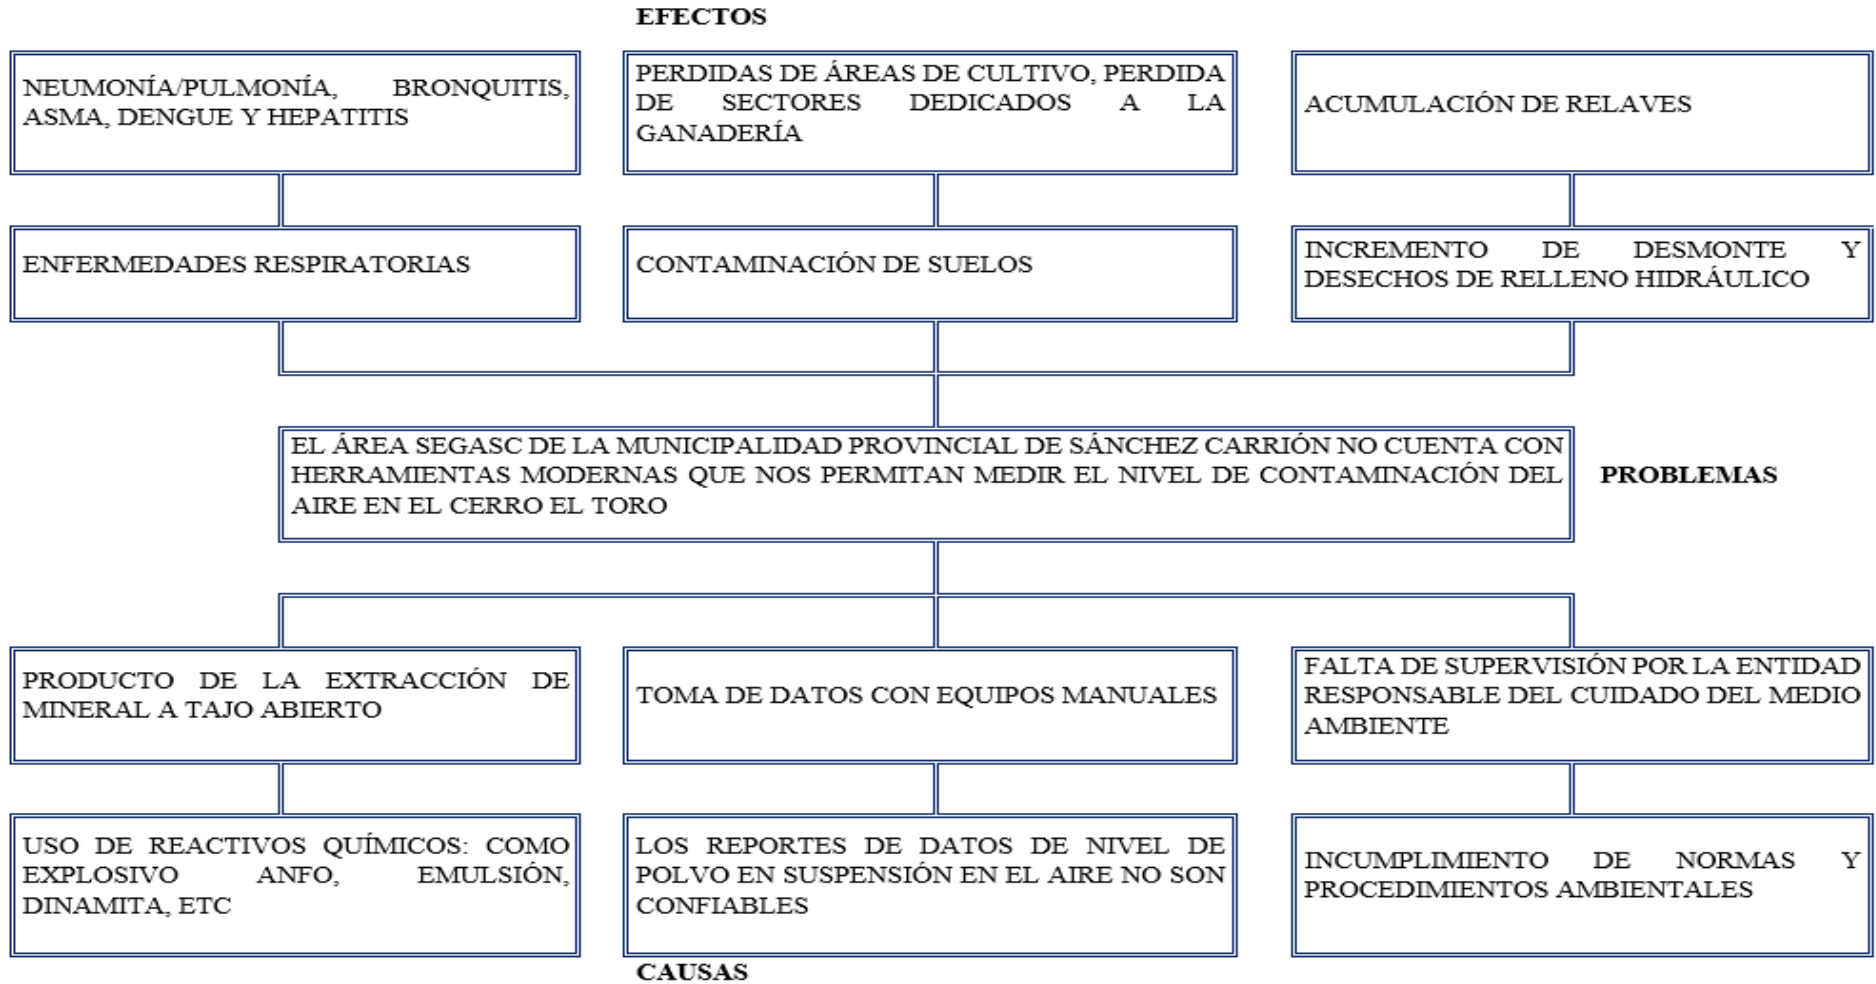 EFECTOS
NEUMONÍA/PULMONÍA, BRONQUITIS,
ASMA, DENGUE Y HEPATITIS
PERDIDAS DE ÁREAS DE CULTIVO, PERDIDA
DE SECTORES DEDICADOS A LA
GANADERÍA
ACUMULACIÓN DE RELAVES
ENFERMEDADES RESPIRATORIAS
CONTAMINACIÓN DE SUELOS
INCREMENTO DE DESMONTE Y
DESECHOS DE RELLENO HIDRÁULICO
EL ÁREA SEGASC DE LA MUNICIPALIDAD PROVINCIAL DE SÁNCHEZ CARRIÓN NO CUENTA CON
HERRAMIENTAS MODERNAS QUE NOS PERMITAN MEDIR EL NIVEL DE CONTAMINACIÓN DEL
AIRE EN EL CERRO EL TORO
PROBLEMAS
PRODUCTO DE LA EXTRACCIÓN DE
MINERAL A TAJO ABIERTO
TOMA DE DATOS CON EQUIPOS MANUALES
FALTA DE SUPERVISIÓN POR LA ENTIDAD
RESPONSABLE DEL CUIDADO DEL MEDIO
AMBIENTE
USO DE REACTIVOS QUÍMICOS: COMO
EXPLOSIVO ANFO, EMULSIÓN,
DINAMITA, ETC
LOS REPORTES DE DATOS DE NIVEL DE
POLVO EN SUSPENSIÓN EN EL AIRE NO SON
CONFIABLES
INCUMPLIMIENTO DE NORMAS Y
PROCEDIMIENTOS AMBIENTALES
CAUSAS